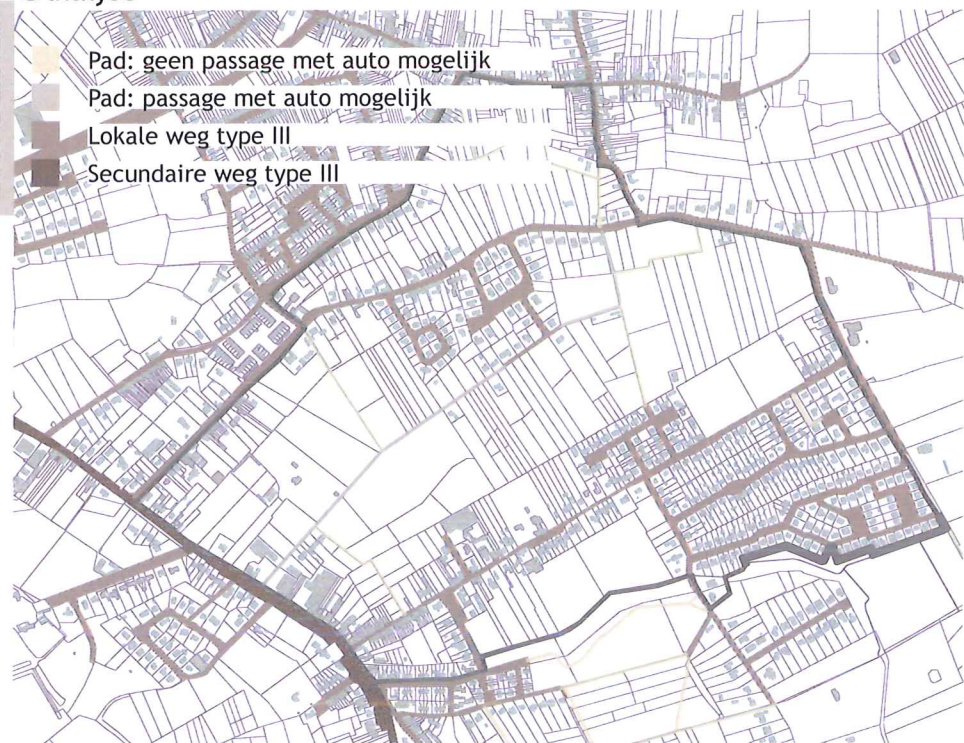 Pad: geen passage met auto mogelijk
Pad: passage met auto mogelijk
Lokale weg type III
Secundaire weg type III